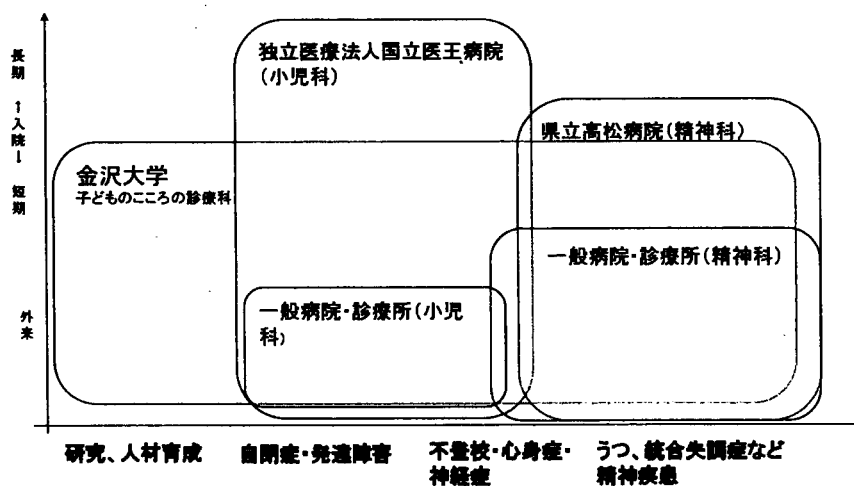 独立医療法人国立医王病院
(小児科)
県立高松病院(精神科)
金沢大学
子どものこころの診療科
一般病院・診療所(精神科)
一般病院・診療所(小児
科)
長期
↑
入院
↓
短期
外来
研究、人材育成
自閉症・発達障害
不登校・心身症・
神経症
うつ、統合失調症など
精神疾患